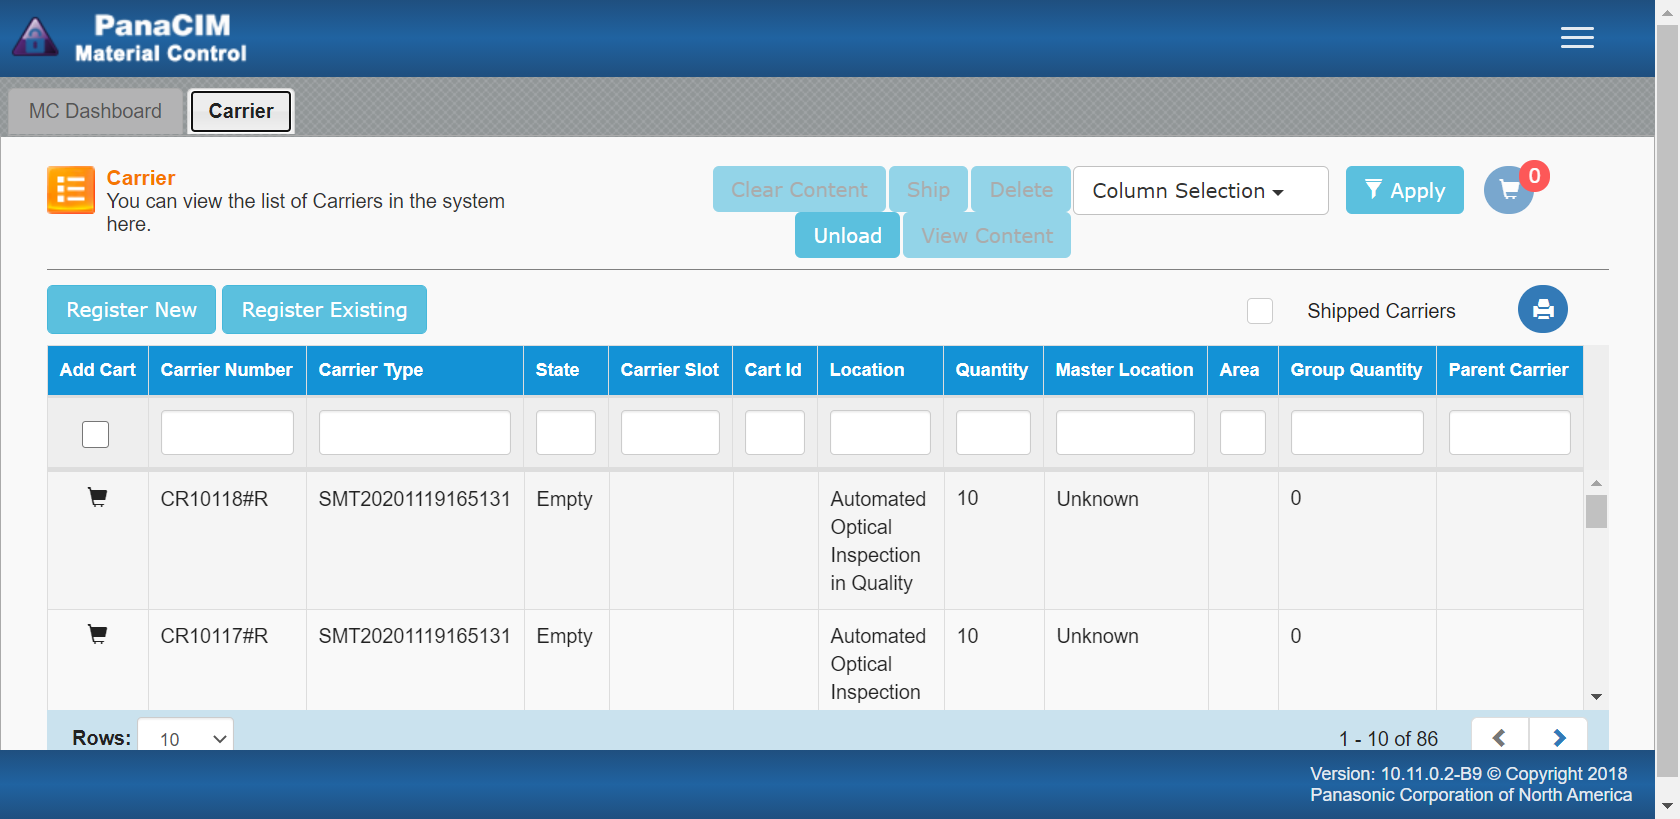 PanaCIM
Material Control
MC Dashboard
Carrier
Carrier
You can view the list of Carriers in the system
here.
Clear Content
Ship
Delete
Column Selection
Apply
0
Unload
View Content
Register New
Register Existing
Shipped Carriers
Add Cart Carrier Number Carrier Type State Carrier Slot Cart Id Location Quantity Master Location Area Group Quantity Parent Carrier
CR10118#R SMT20201119165131 Empty Automated 10 Unknown 0
Optical
Inspection
in Quality
CR10117#R SMT20201119165131 Empty Automated 10 Unknown 0
Optical
Inspection
Rows: 10
1 - 10 of 86
Version: 10.11.0.2-B9 © Copyright 2018
Panasonic Corporation of North America